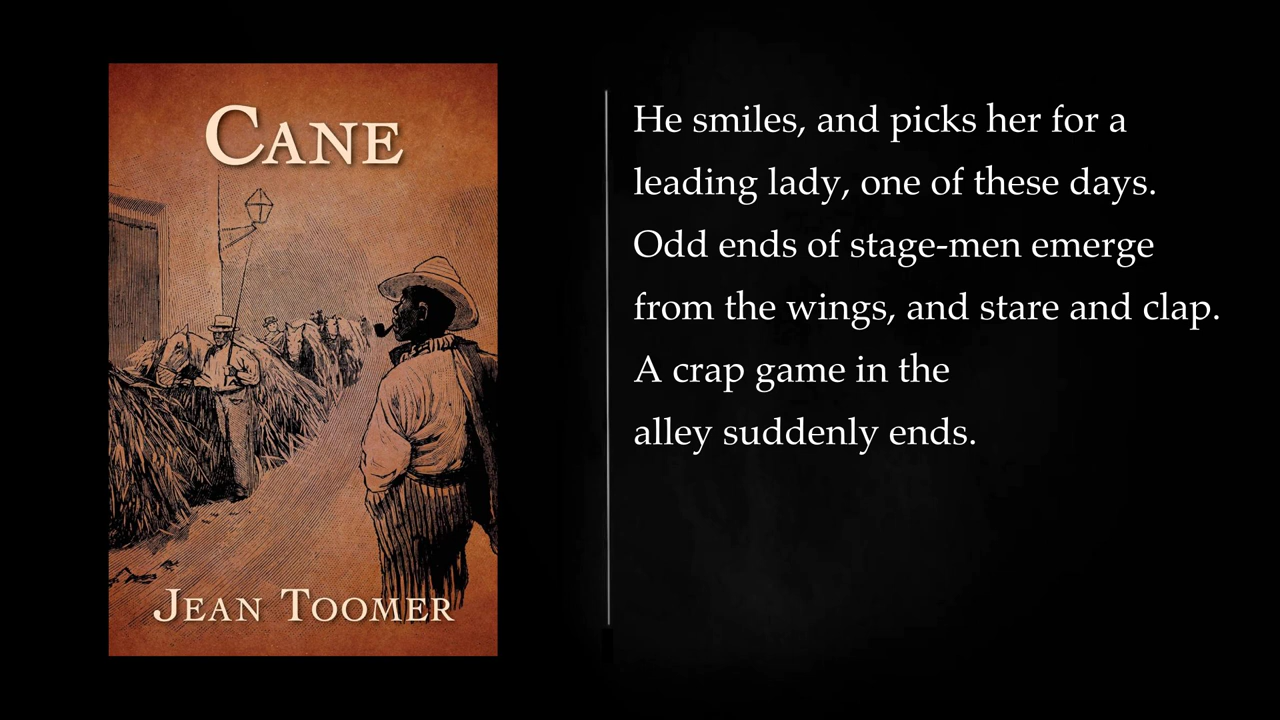 CANE
JEAN TOOMER
He smiles, and picks her for a
leading lady, one of these days.
Odd ends of stage-men emerge
from the wings, and stare and clap.
A crap game in the
alley suddenly ends.